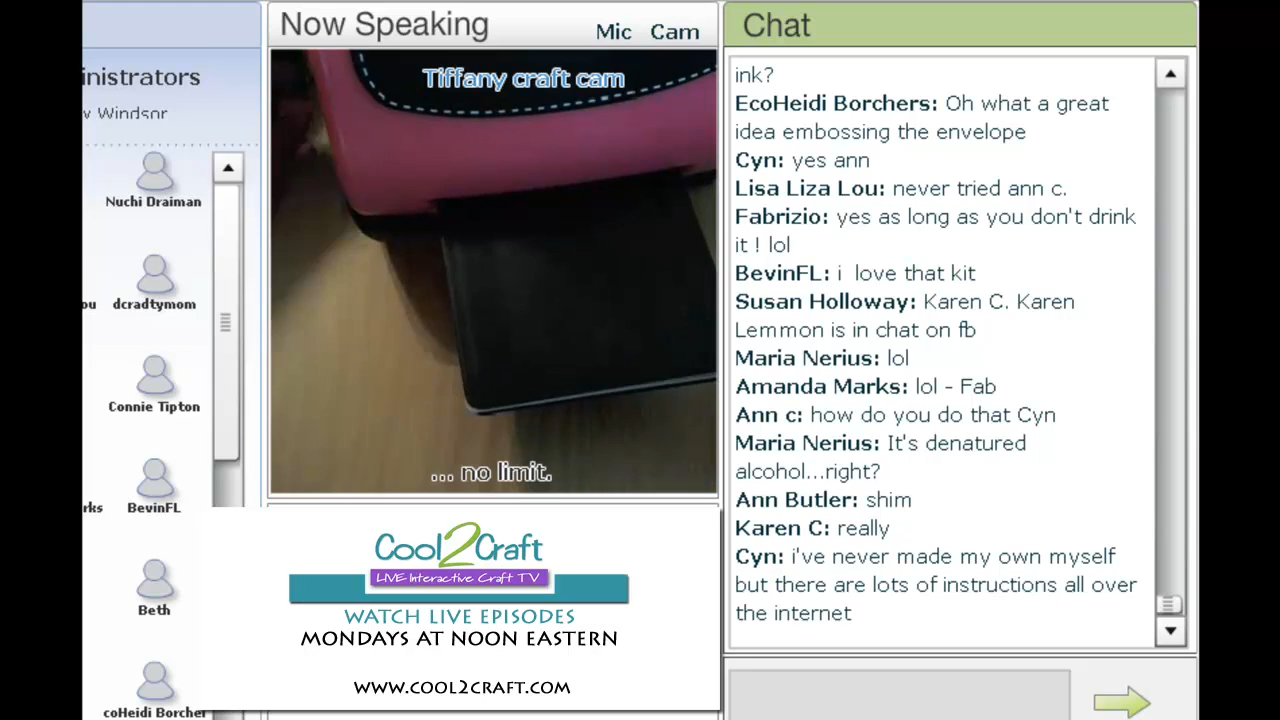 Now Speaking
Mic Cam
Chat
nistrators
Windsor
Nuchi Draiman
ou
dcradtymom
Connie Tipton
rks
BevinFL
Beth
coHeidi Borcher
Tiffany craft cam
... no limit.
Cool2Craft
LIVE Interactive Craft TV
WATCH LIVE EPISODES
MONDAYS AT NOON EASTERN
WWW.COOL2CRAFT.COM
ink?
EcoHeidi Borchers: Oh what a great
idea embossing the envelope
Cyn: yes ann
Lisa Liza Lou: never tried ann c.
Fabrizio: yes as long as you don't drink
it ! lol
BevinFL: i love that kit
Susan Holloway: Karen C. Karen
Lemmon is in chat on fb
Maria Nerius: lol
Amanda Marks: lol - Fab
Ann c: how do you do that Cyn
Maria Nerius: It's denatured
alcohol...right?
Ann Butler: shim
Karen C: really
Cyn: i've never made my own myself
but there are lots of instructions all over
the internet